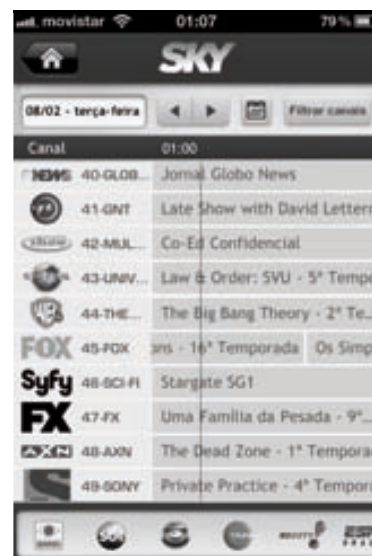 movistar 01:07 79%
SKY
08/02 - terça-feira Filtrar canais
Canal 01:00
NEWS 40-GLOB... Jornal Globo News
41-GNT Late Show with David Letterm
42-MUL... Co-Ed Confidencial
43-UNIV... Law & Order: SVU - 5ª Tempo
44-THE... The Big Bang Theory - 2ª Te...
FOX 45-FOX ons - 16ª Temporada Os Simp
Syfy 46-SCI-FI Stargate SG1
FX 47-FX Uma Família da Pesada - 9ª...
AXN 48-AXN The Dead Zone - 1ª Tempora
49-SONY Private Practice - 4ª Tempora